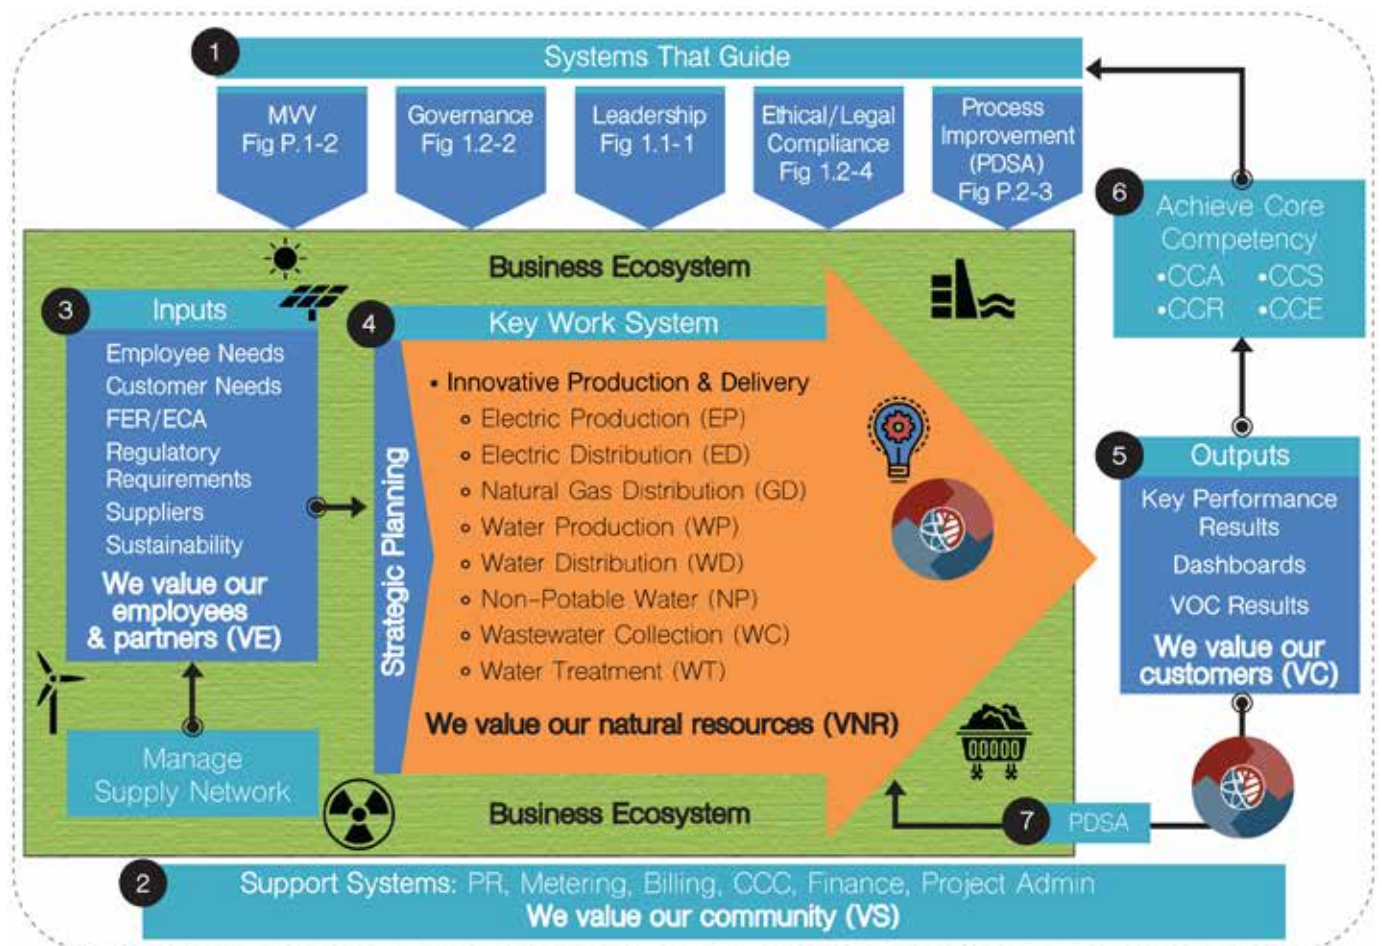 1
Systems That Guide
MVV
Fig P.1-2
Governance
Fig 1.2-2
Leadership
Fig 1.1-1
Ethical/Legal
Compliance
Fig 1.2-4
Process
Improvement
(PDSA)
Fig P.2-3
6
Achieve Core
Competency
•CCA •CCS
•CCR •CCE
Business Ecosystem
3
Inputs
Employee Needs
Customer Needs
FER/ECA
Regulatory
Requirements
Suppliers
Sustainability
We value our
employees
& partners (VE)
Manage
Supply Network
4
Key Work System
Strategic Planning
• Innovative Production & Delivery
Electric Production (EP)
Electric Distribution (ED)
Natural Gas Distribution (GD)
Water Production (WP)
Water Distribution (WD)
Non-Potable Water (NP)
Wastewater Collection (WC)
Water Treatment (WT)
We value our natural resources (VNR)
Business Ecosystem
5
Outputs
Key Performance
Results
Dashboards
VOC Results
We value our
customers (VC)
7
PDSA
2
Support Systems: PR, Metering, Billing, CCC, Finance, Project Admin
We value our community (VS)